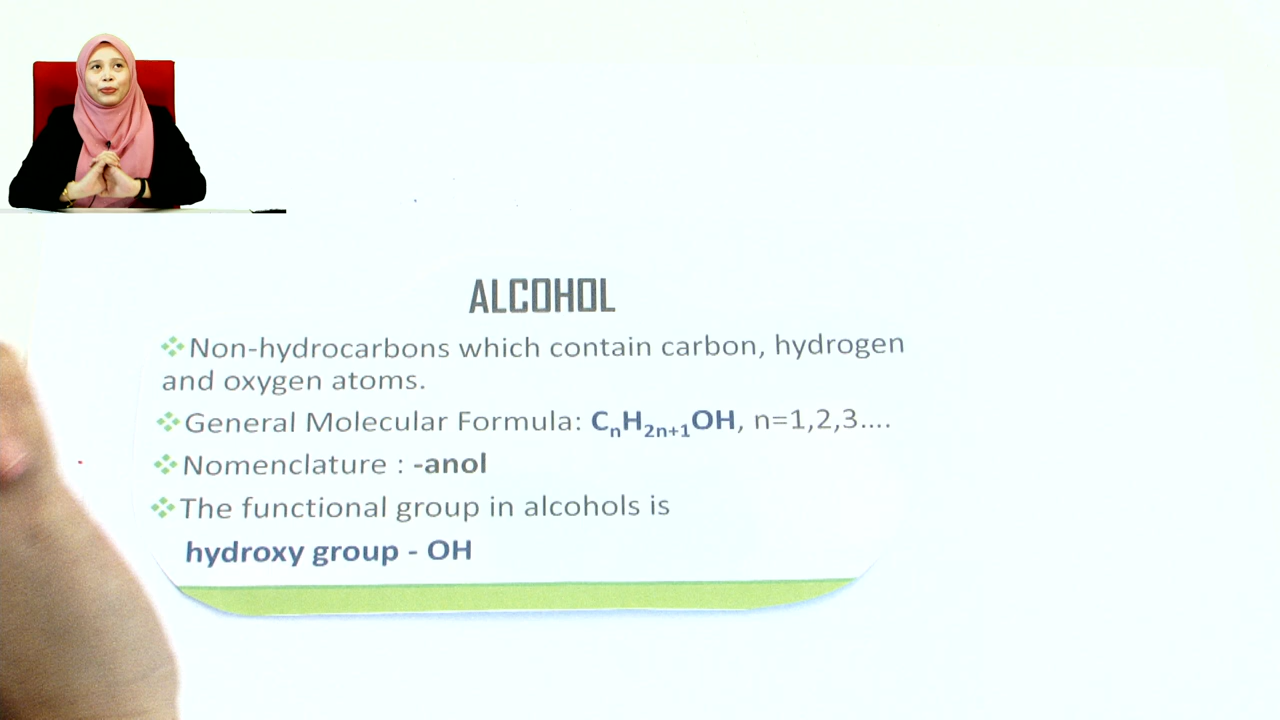 ALCOHOL
❖Non-hydrocarbons which contain carbon, hydrogen
and oxygen atoms.
❖General Molecular Formula: CₙH₂ₙ₊₁OH, n=1,2,3....
❖Nomenclature : -anol
❖The functional group in alcohols is
hydroxy group - OH